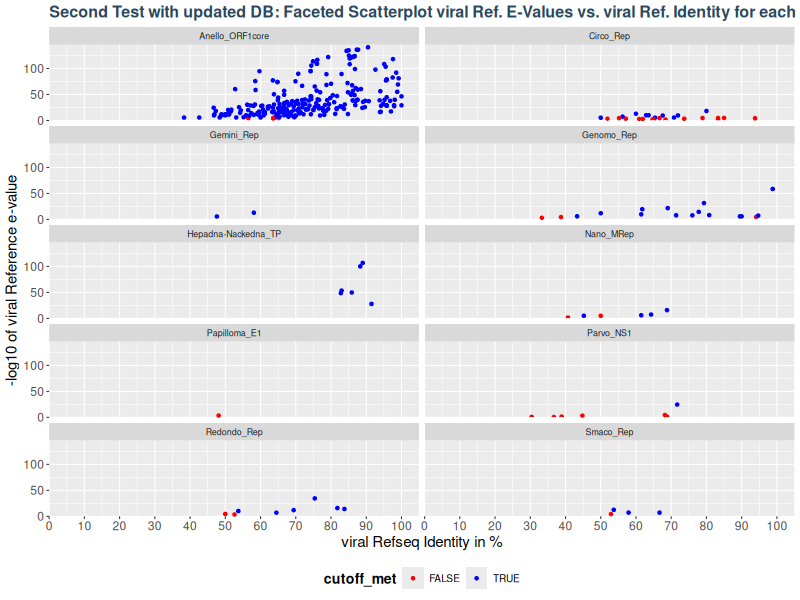 Second Test with updated DB: Faceted Scatterplot viral Ref. E-Values vs. viral Ref. Identity for each
Anello_ORF1core
Circo_Rep
100
50
0
Gemini_Rep
Genomo_Rep
100
50
0
Hepadna-Nackedna_TP
Nano_MRep
100
50
0
Papilloma_E1
Parvo_NS1
100
50
0
Redondo_Rep
Smaco_Rep
100
50
0
0 10 20 30 40 50 60 70 80 90 100 0 10 20 30 40 50 60 70 80 90 100
-log10 of viral Reference e-value
viral Refseq Identity in %
cutoff_met FALSE TRUE